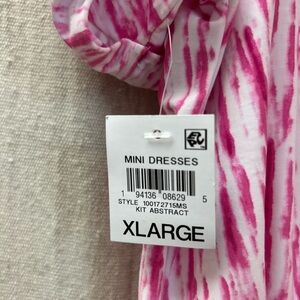 MINI DRESSES
1 94136 08629 5
STYLE 100172715MS
KIT ABSTRACT
XLARGE